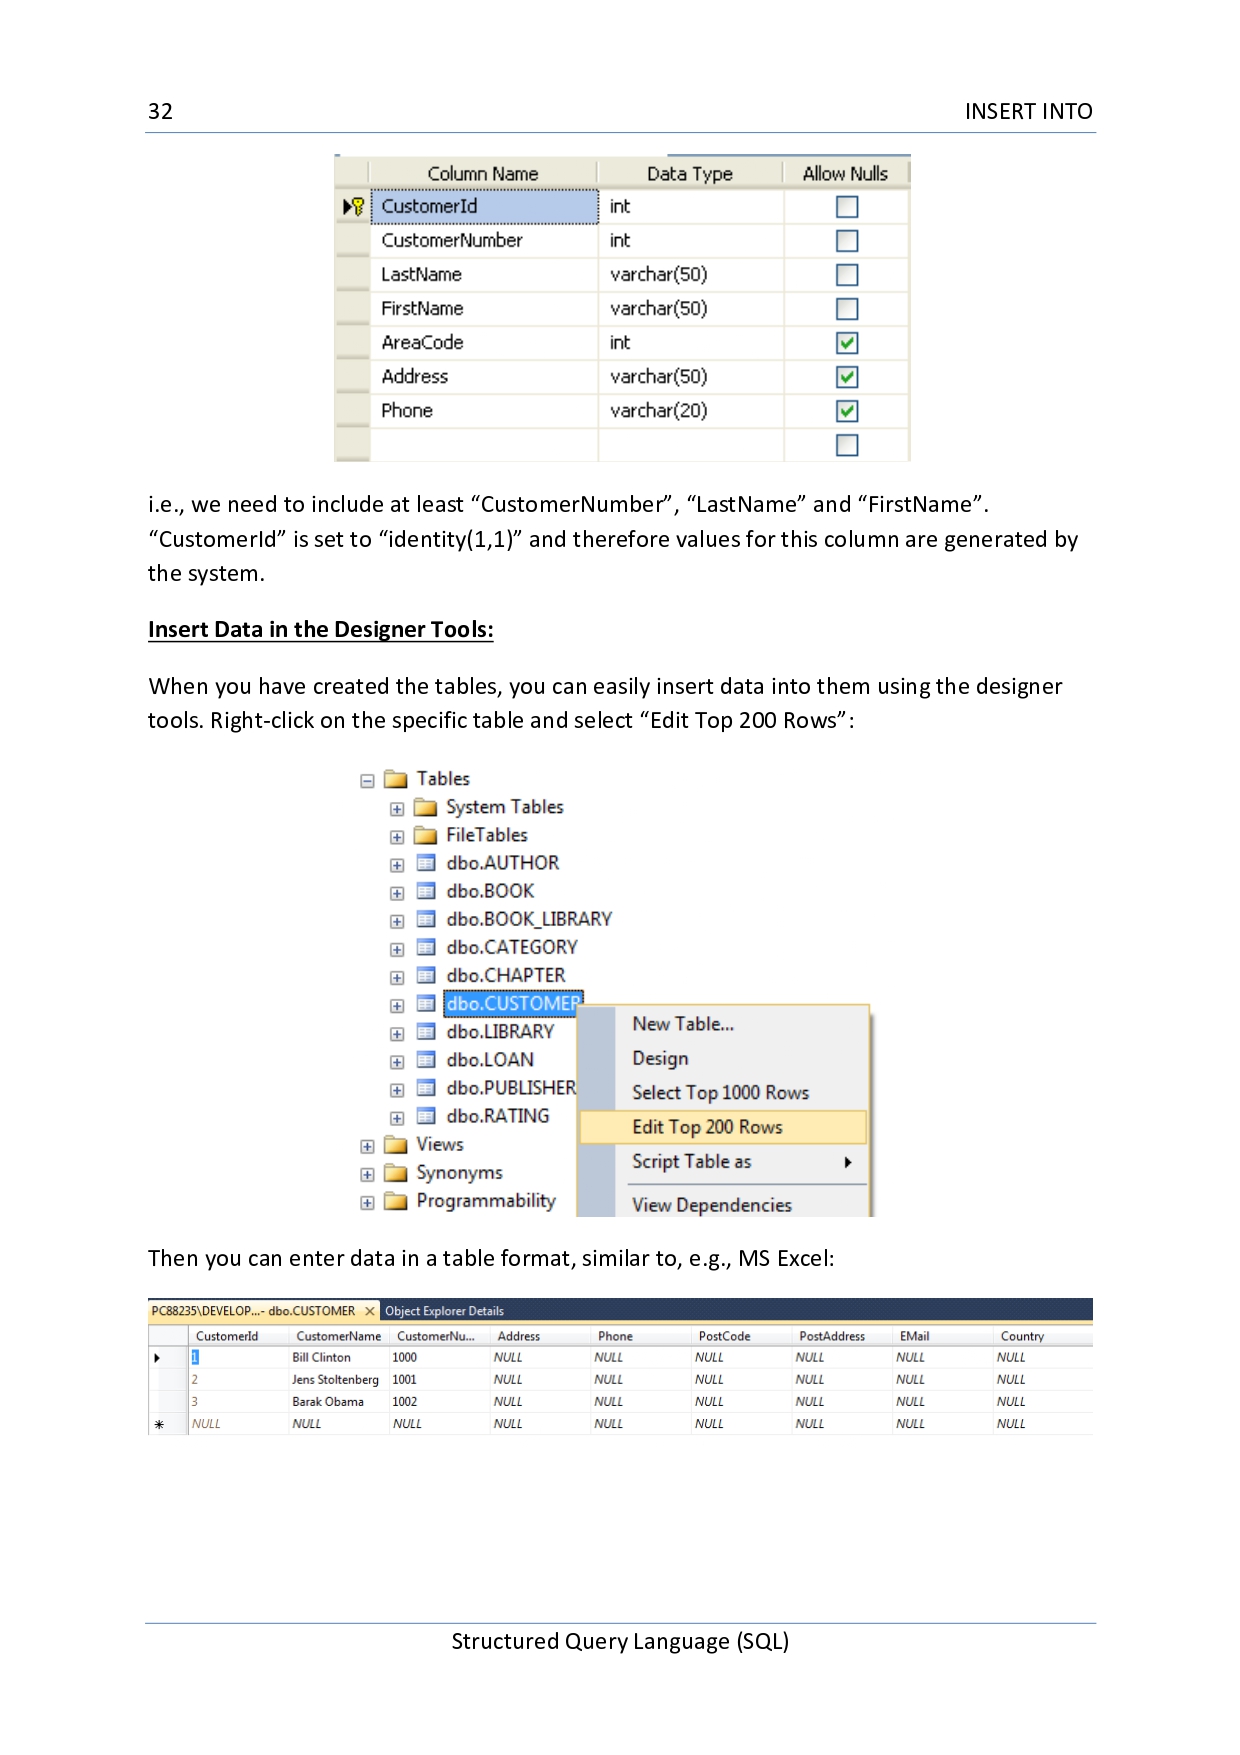 32 INSERT INTO
Column Name Data Type Allow Nulls
CustomerId int
CustomerNumber int
LastName varchar(50)
FirstName varchar(50)
AreaCode int
Address varchar(50)
Phone varchar(20)
i.e., we need to include at least “CustomerNumber”, “LastName” and “FirstName”.
“CustomerId” is set to “identity(1,1)” and therefore values for this column are generated by
the system.
Insert Data in the Designer Tools:
When you have created the tables, you can easily insert data into them using the designer
tools. Right-click on the specific table and select “Edit Top 200 Rows”:
Tables
System Tables
FileTables
dbo.AUTHOR
dbo.BOOK
dbo.BOOK_LIBRARY
dbo.CATEGORY
dbo.CHAPTER
dbo.CUSTOMER
dbo.LIBRARY
dbo.LOAN
dbo.PUBLISHER
dbo.RATING
Views
Synonyms
Programmability
New Table...
Design
Select Top 1000 Rows
Edit Top 200 Rows
Script Table as
View Dependencies
Then you can enter data in a table format, similar to, e.g., MS Excel:
PC88235\DEVELOP...- dbo.CUSTOMER Object Explorer Details
CustomerId CustomerName CustomerNu... Address Phone PostCode PostAddress EMail Country
1 Bill Clinton 1000 NULL NULL NULL NULL NULL NULL
2 Jens Stoltenberg 1001 NULL NULL NULL NULL NULL NULL
3 Barak Obama 1002 NULL NULL NULL NULL NULL NULL
NULL NULL NULL NULL NULL NULL NULL NULL NULL
Structured Query Language (SQL)